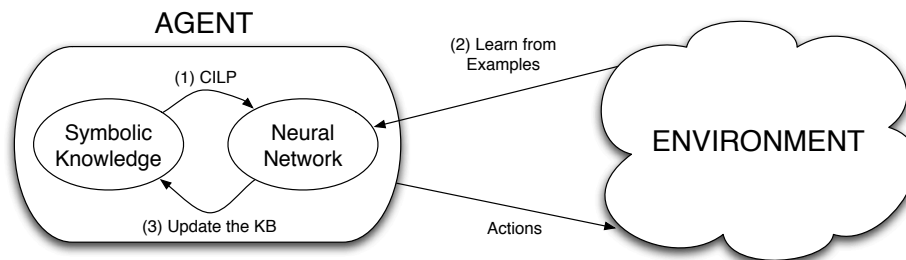 AGENT
(1) CILP
Symbolic
Knowledge
Neural
Network
(3) Update the KB
(2) Learn from
Examples
Actions
ENVIRONMENT